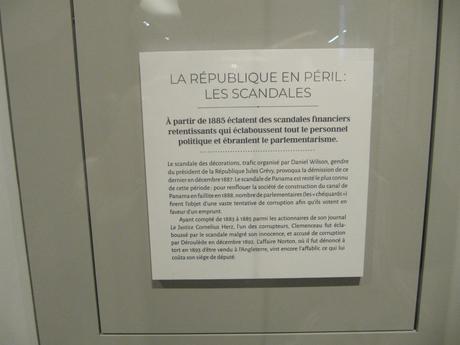 LA RÉPUBLIQUE EN PÉRIL :
LES SCANDALES
À partir de 1885 éclatent des scandales financiers
retentissants qui éclaboussent tout le personnel
politique et ébranlent le parlementarisme.
Le scandale des décorations, trafic organisé par Daniel Wilson, gendre
du président de la République Jules Grévy, provoqua la démission de ce
dernier en décembre 1887. Le scandale de Panama est resté le plus connu
de cette période : pour renflouer la société de construction du canal de
Panama en faillite en 1888, nombre de parlementaires (les « chéquards »)
firent l'objet d'une vaste tentative de corruption afin qu'ils votent en
faveur d'un emprunt.
Ayant compté de 1883 à 1885 parmi les actionnaires de son journal
La Justice Cornelius Herz, l'un des corrupteurs, Clemenceau fut écla-
boussé par le scandale malgré son innocence, et accusé de corruption
par Déroulède en décembre 1892. L'affaire Norton, où il fut dénoncé à
tort en 1893 d'être vendu à l'Angleterre, vint encore l'affaiblir, ce qui lui
coûta son siège de député.